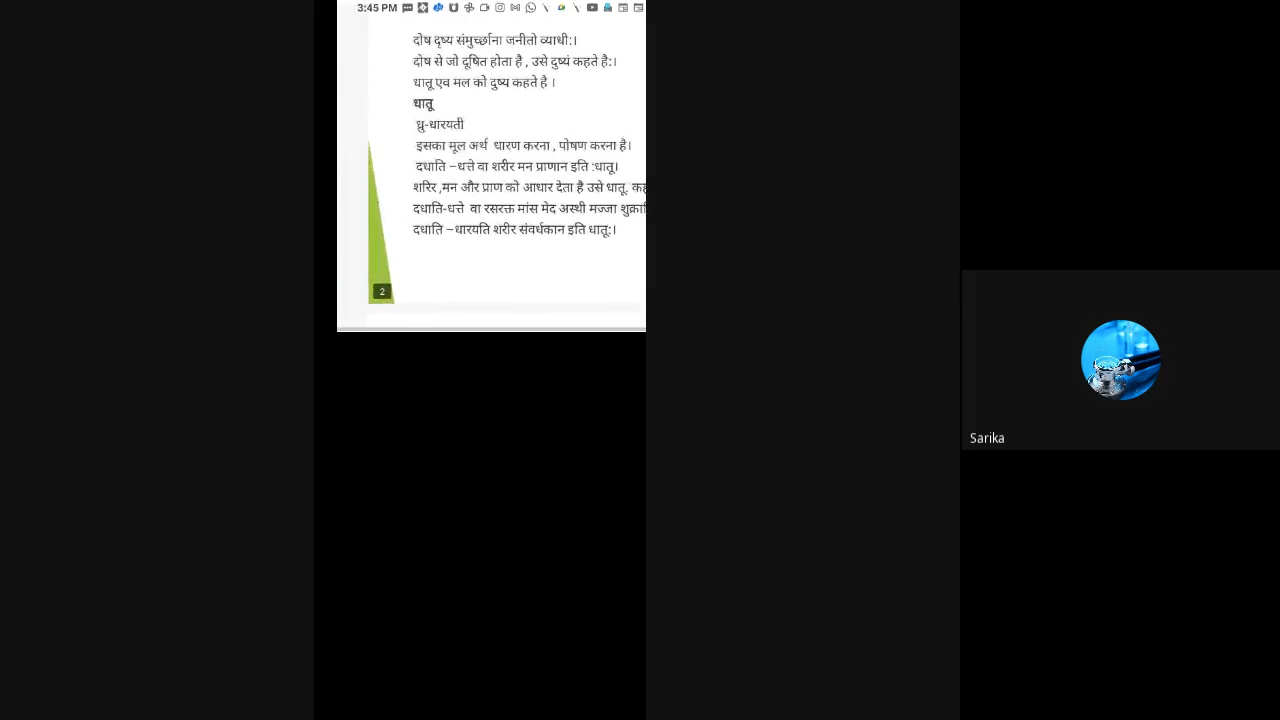 3:45 PM
दोष दृष्य संमुर्च्छाना जनीतो व्याधी:।
दोष से जो दूषित होता है , उसे दुष्यं कहते है:।
धातू एव मल को दुष्य कहते है ।
धातू
ध्रु-धारयती
इसका मूल अर्थ धारण करना , पोषण करना है।
दधाति –धत्ते वा शरीर मन प्राणान इति :धातू।
शरिर ,मन और प्राण को आधार देता है उसे धातू.
दधाति-धत्ते वा रसरक्त मांस मेद अस्थी मज्जा
दधाति –धारयति शरीर संवर्धकान इति धातू:।
2
Sarika